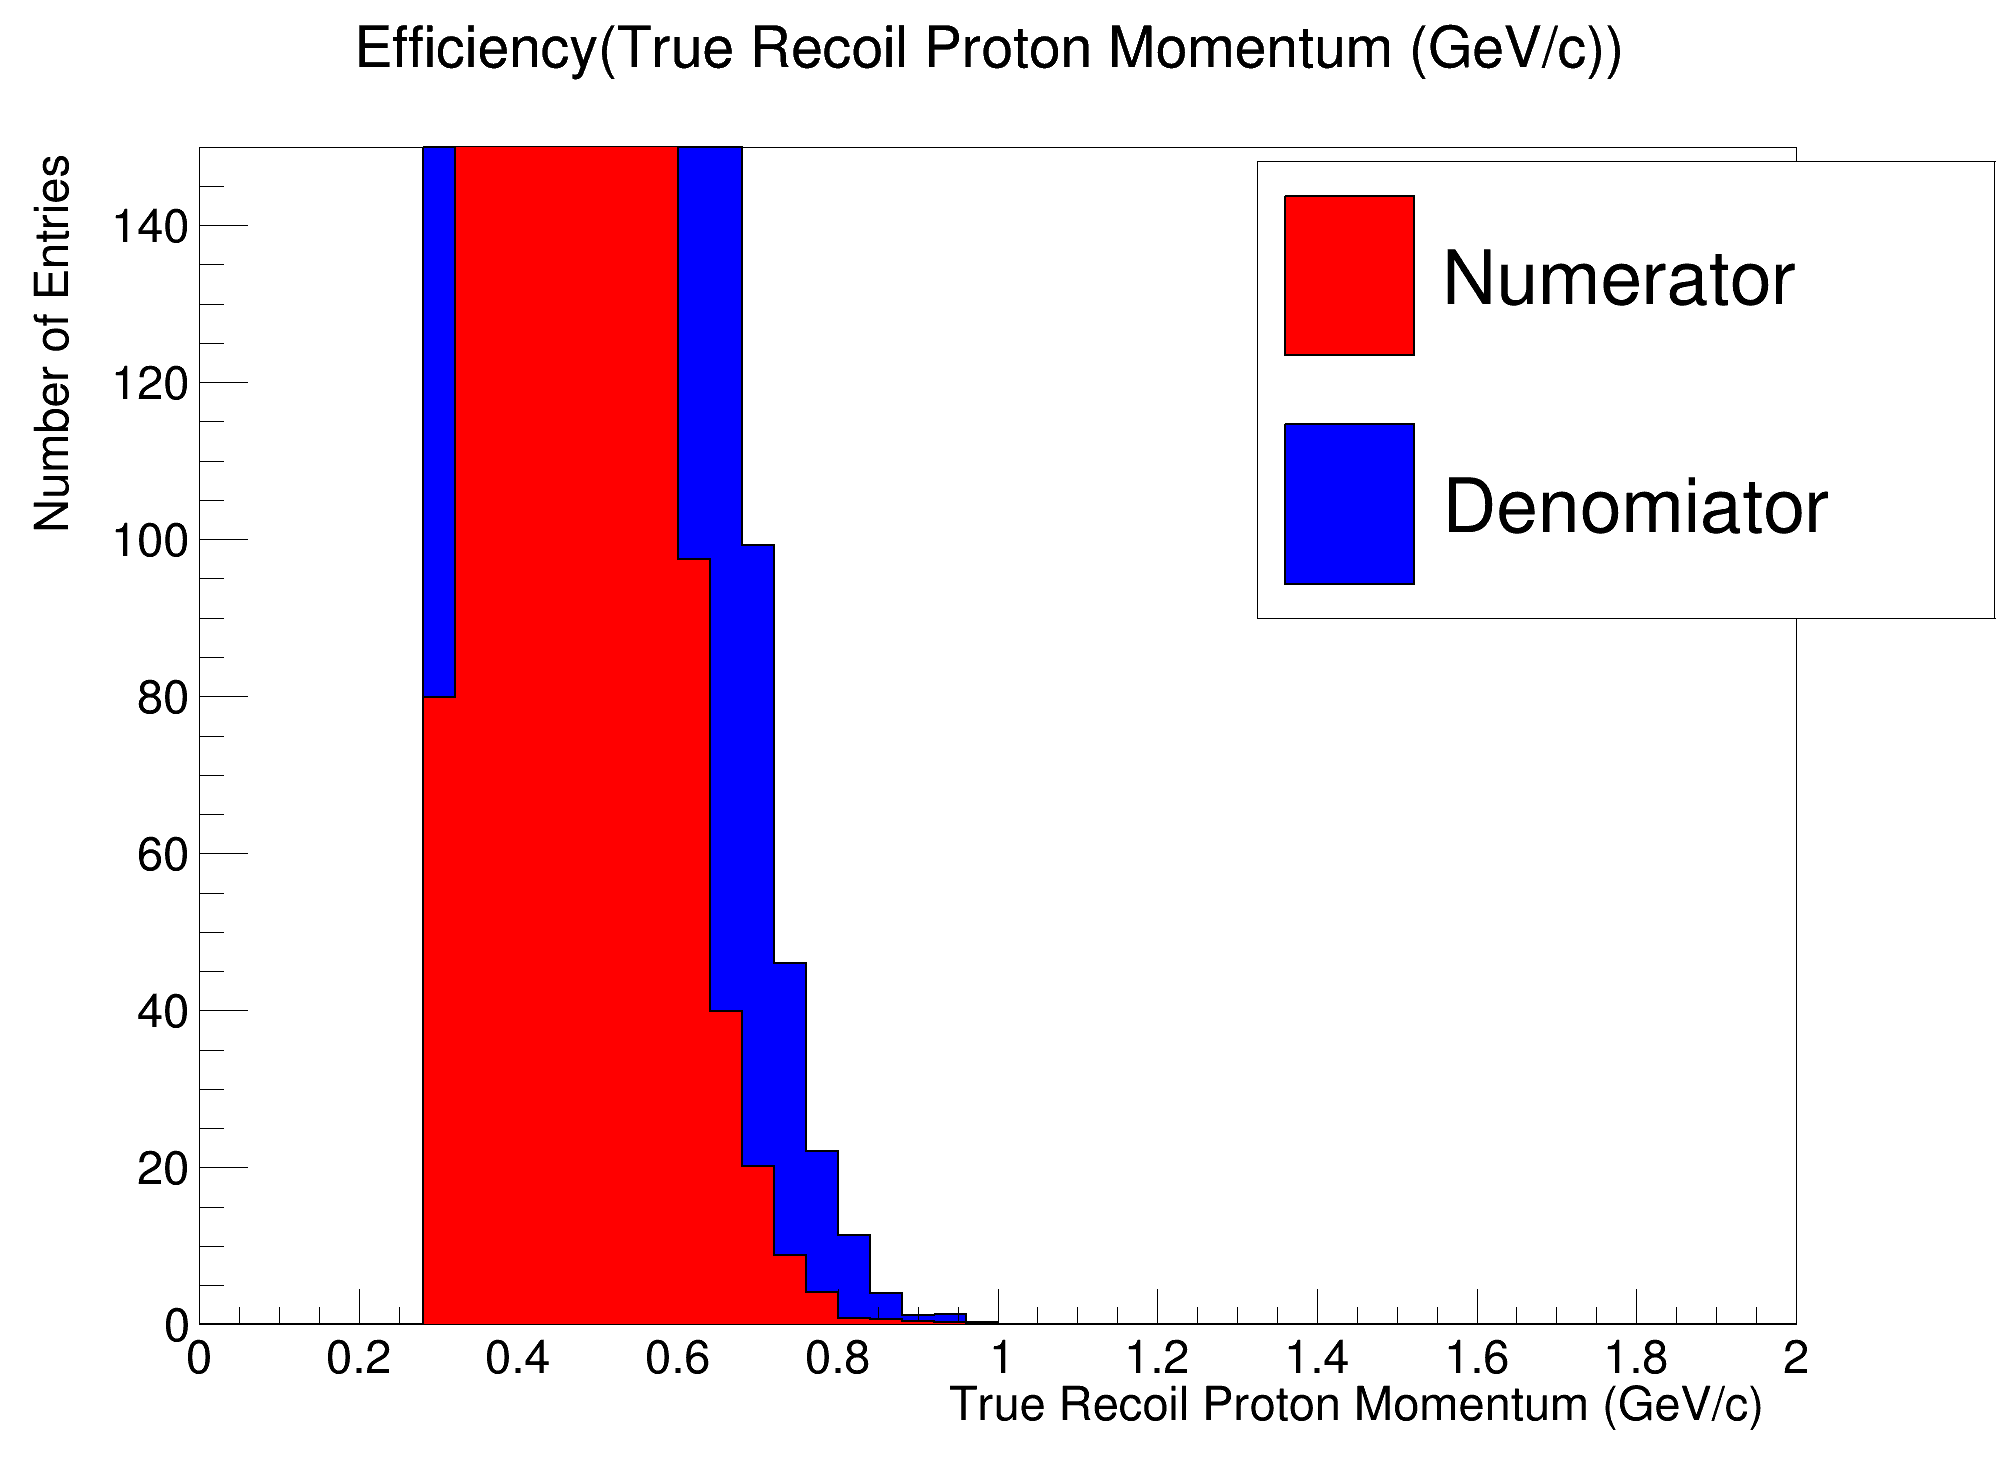 Efficiency(True Recoil Proton Momentum (GeV/c))
Number of Entries
140
120
100
80
60
40
20
0
Numerator
Denomiator
0 0.2 0.4 0.6 0.8 1 1.2 1.4 1.6 1.8 2
True Recoil Proton Momentum (GeV/c)